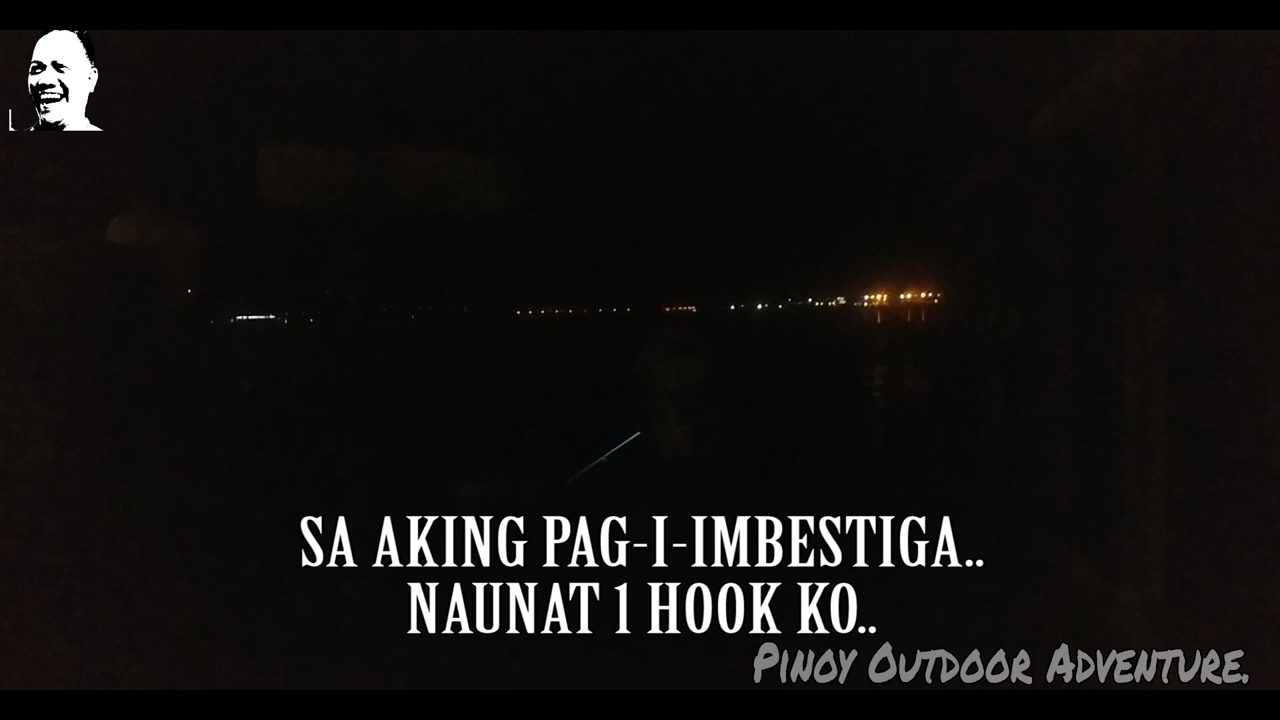 SA AKING PAG-I-IMBESTIGA..
NAUNAT 1 HOOK KO..
PINOY OUTDOOR ADVENTURE.